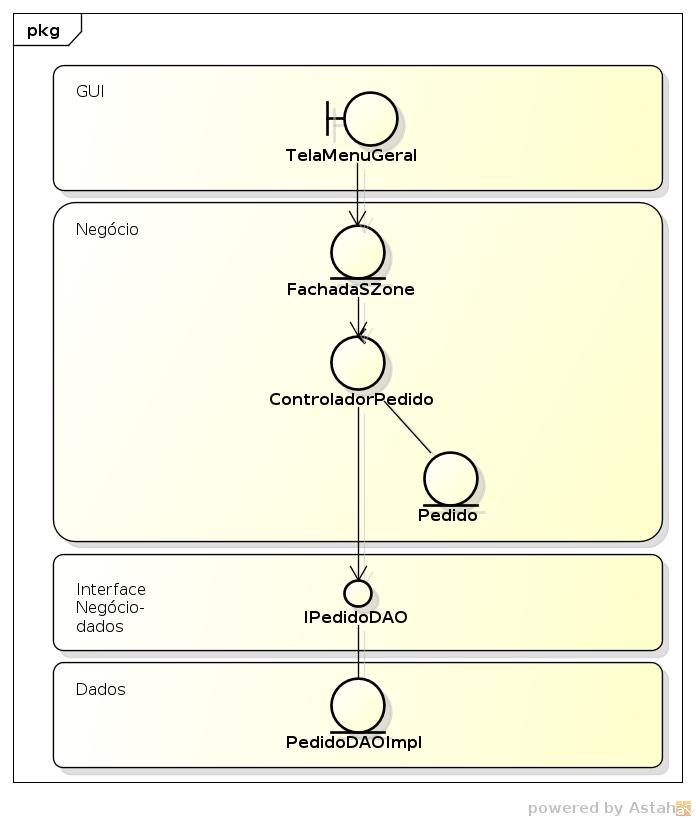 pkg
GUI
TelaMenuGeral
Negócio
FachadaSZone
ControladorPedido
Pedido
Interface
Negócio-
dados
IPedidoDAO
Dados
PedidoDAOImpl
powered by Astah